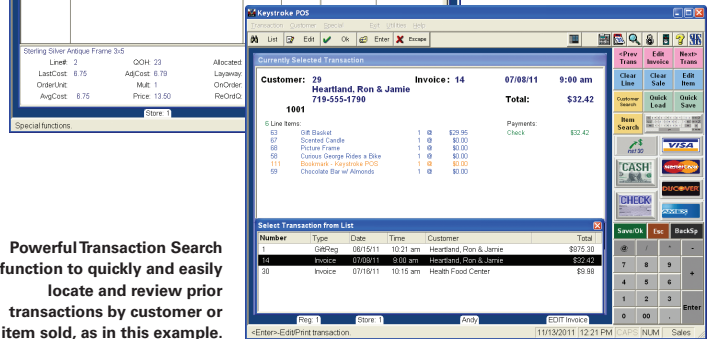 Sterling Silver Antique Frame 3x5
Line#: 2 QOH: 23 Allocated:
LastCost: 6.75 AdjCost: 6.79 Layaway:
OrderUnit: Mult: 1 OnOrder:
AvgCost: 6.75 Price: 13.50 ReOrdQ:
Store: 1
Special functions.
Powerful Transaction Search
function to quickly and easily
locate and review prior
transactions by customer or
item sold, as in this example.
Keystroke POS
Transaction Customer Special Exit Utilities Help
List Edit Ok Enter Escape
Currently Selected Transaction
Customer: 29 Invoice: 14 07/08/11 9:00 am
Heartland, Ron & Jamie
719-555-1790 Total: $32.42
1001
6 Line Items: Payments:
63 Gift Basket 1 @ $29.95 Check $32.42
67 Scented Candle 1 @ $0.00
68 Picture Frame 1 @ $0.00
58 Curious George Rides a Bike 1 @ $0.00
111 Bookmark - Keystroke POS 1 @ $0.00
59 Chocolate Bar w/ Almonds 1 @ $0.00
Select Transaction from List
Number Type Date Time Customer Total
1 GiftReg 06/15/11 10:21 am Heartland, Ron & Jamie $875.30
14 Invoice 07/08/11 9:00 am Heartland, Ron & Jamie $32.42
30 Invoice 07/16/11 10:15 am Health Food Center $9.98
Reg: 1 Store: 1 Andy EDIT Invoice
<Enter>-Edit/Print transaction. 11/13/2011 12:21 PM CAPS NUM Sales
<Prev Trans Edit Invoice Next> Trans
Clear Line Clear Sale Edit Item
Customer Search Quick Load Quick Save
Item Search
net 30 VISA
CASH MasterCard
DISCOVER
CHECK
Save/Ok Esc BackSp
@ / * -
7 8 9 +
4 5 6
1 2 3 Enter
0 00 .